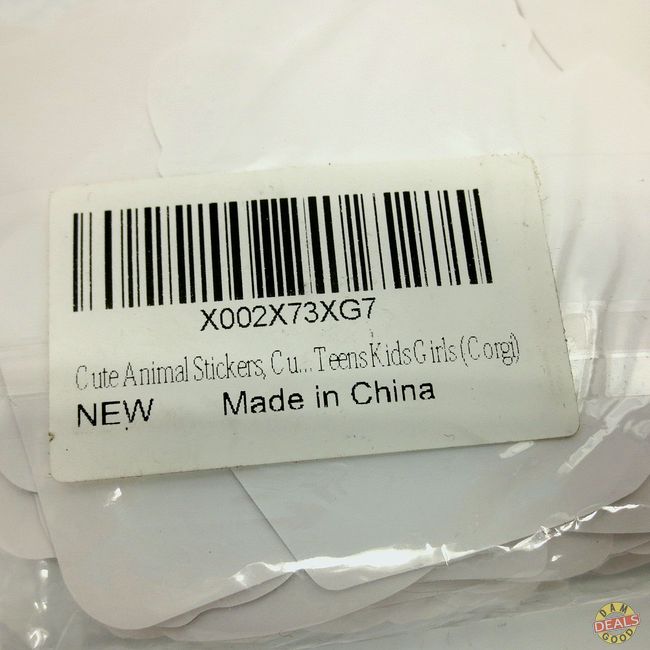 X002X73XG7
Cute Animal Stickers, Cu... Teens Kids Girls (Corgi)
NEW Made in China
DAM
DEALS
GOOD